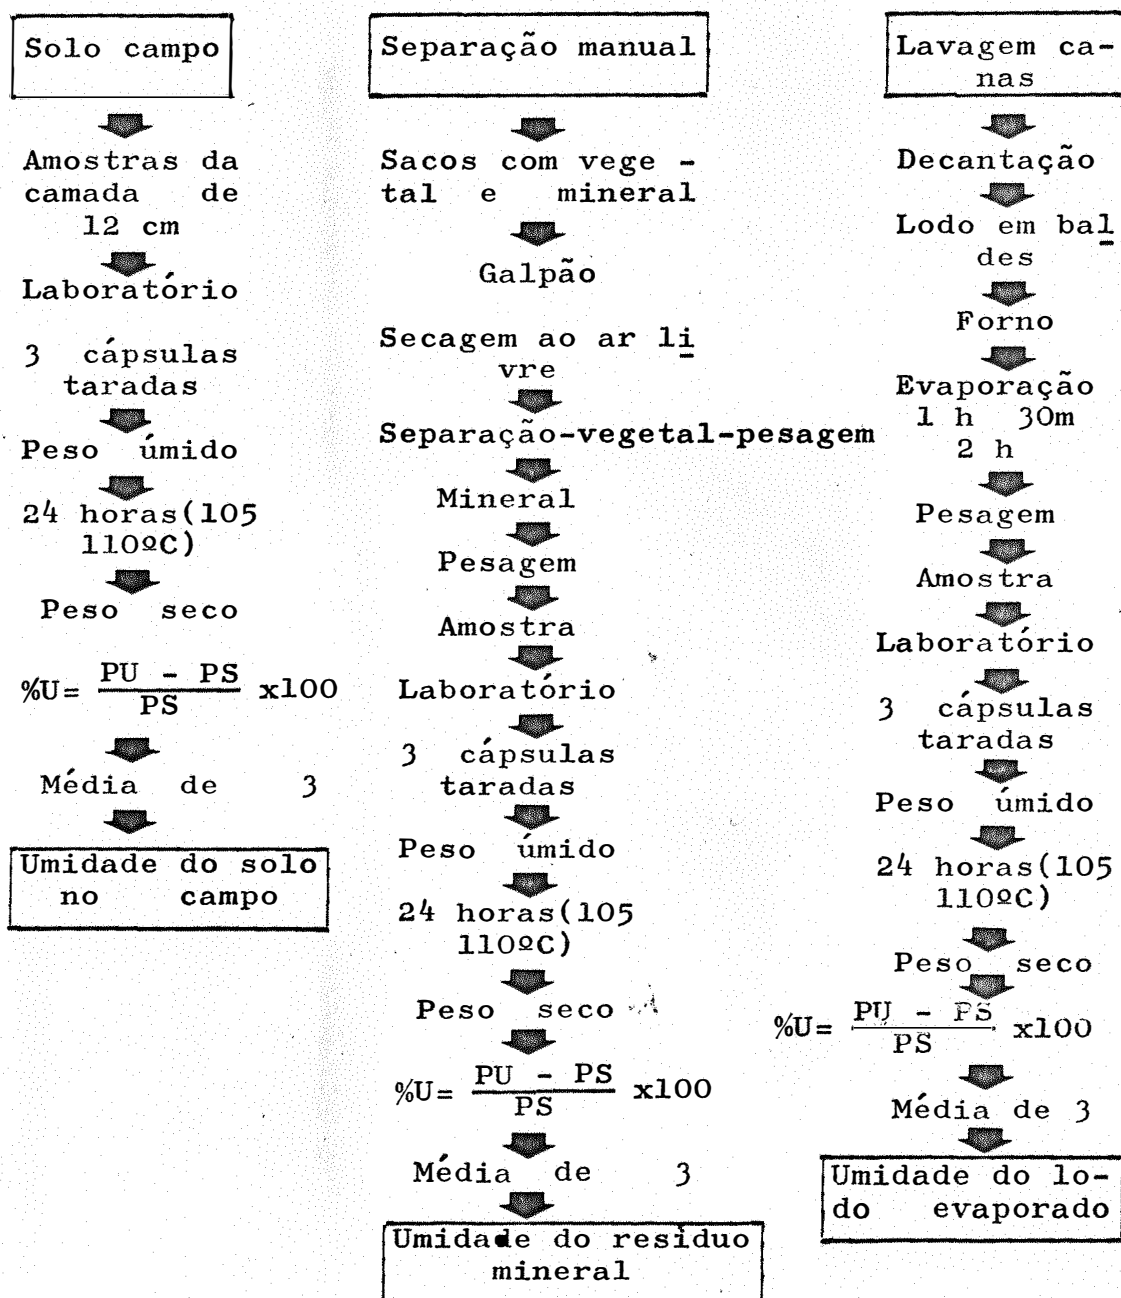 Solo campo
Amostras da
camada de
12 cm
Laboratório
3 cápsulas
taradas
Peso úmido
24 horas(105
110ºC)
Peso seco
%U= PU - PS / PS x100
Média de 3
Umidade do solo
no campo
Separação manual
Sacos com vege -
tal e mineral
Galpão
Secagem ao ar li
vre
Separação-vegetal-pesagem
Mineral
Pesagem
Amostra
Laboratório
3 cápsulas
taradas
Peso úmido
24 horas(105
110ºC)
Peso seco
%U= PU - PS / PS x100
Média de 3
Umidade do resíduo
mineral
Lavagem ca-
nas
Decantação
Lodo em bal
des
Forno
Evaporação
1 h 30m
2 h
Pesagem
Amostra
Laboratório
3 cápsulas
taradas
Peso úmido
24 horas(105
110ºC)
Peso seco
%U= PU - PS / PS x100
Média de 3
Umidade do lo-
do evaporado